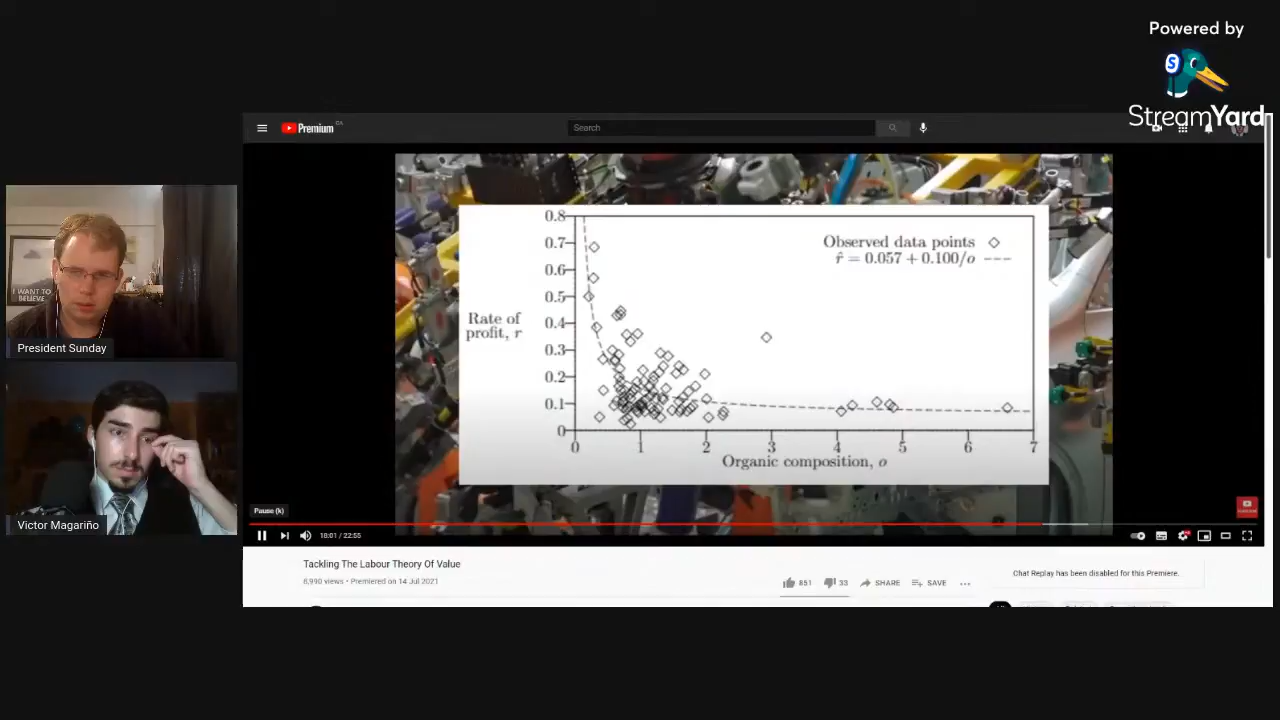 Powered by
StreamYard
Premium
CA
Search
I WANT TO
BELIEVE
President Sunday
Victor Magariño
0.8
0.7
0.6
0.5
0.4
0.3
0.2
0.1
0
Rate of
profit, r
Observed data points
r̂ = 0.057 + 0.100/o
0 1 2 3 4 5 6 7
Organic composition, o
Pause (k)
18:01 / 22:55
Tackling The Labour Theory Of Value
6,990 views • Premiered on 14 Jul 2021
851
33
SHARE
SAVE
Chat Replay has been disabled for this Premiere.